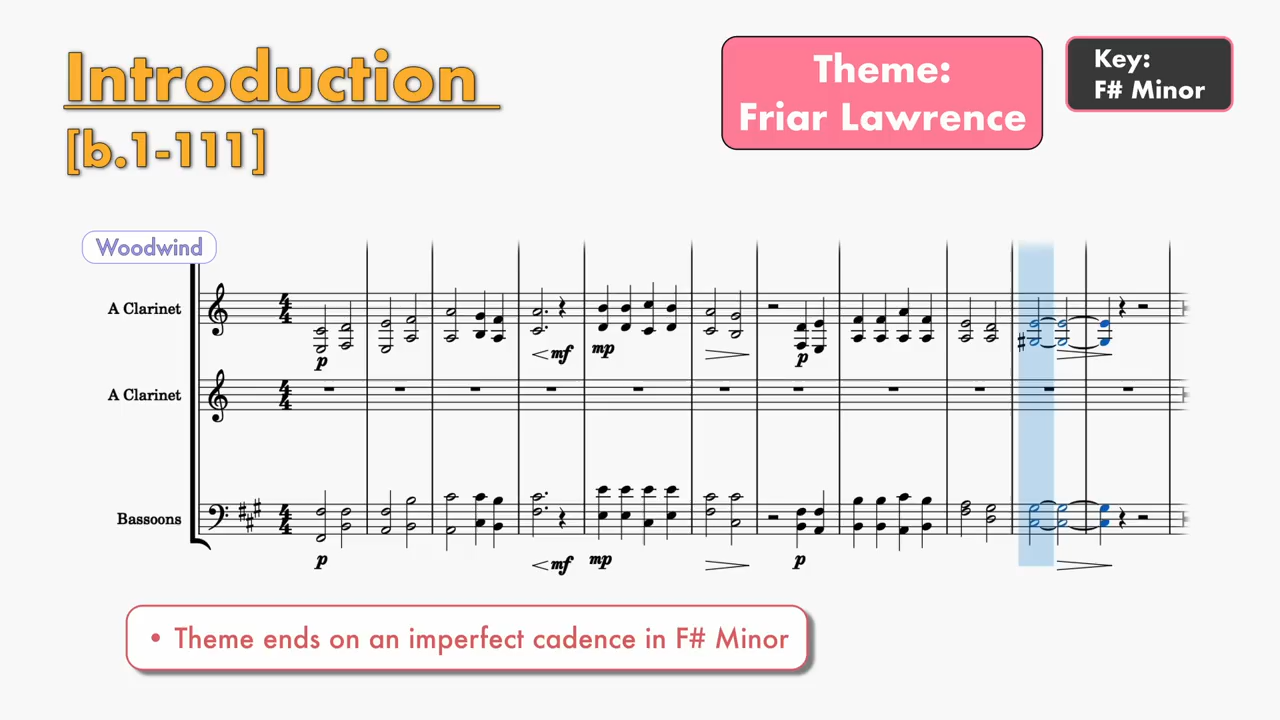 Introduction
[b.1-111]
Theme:
Friar Lawrence
Key:
F# Minor
Woodwind
A Clarinet
p
mf
mp
p
A Clarinet
Bassoons
p
mf
mp
p
• Theme ends on an imperfect cadence in F# Minor